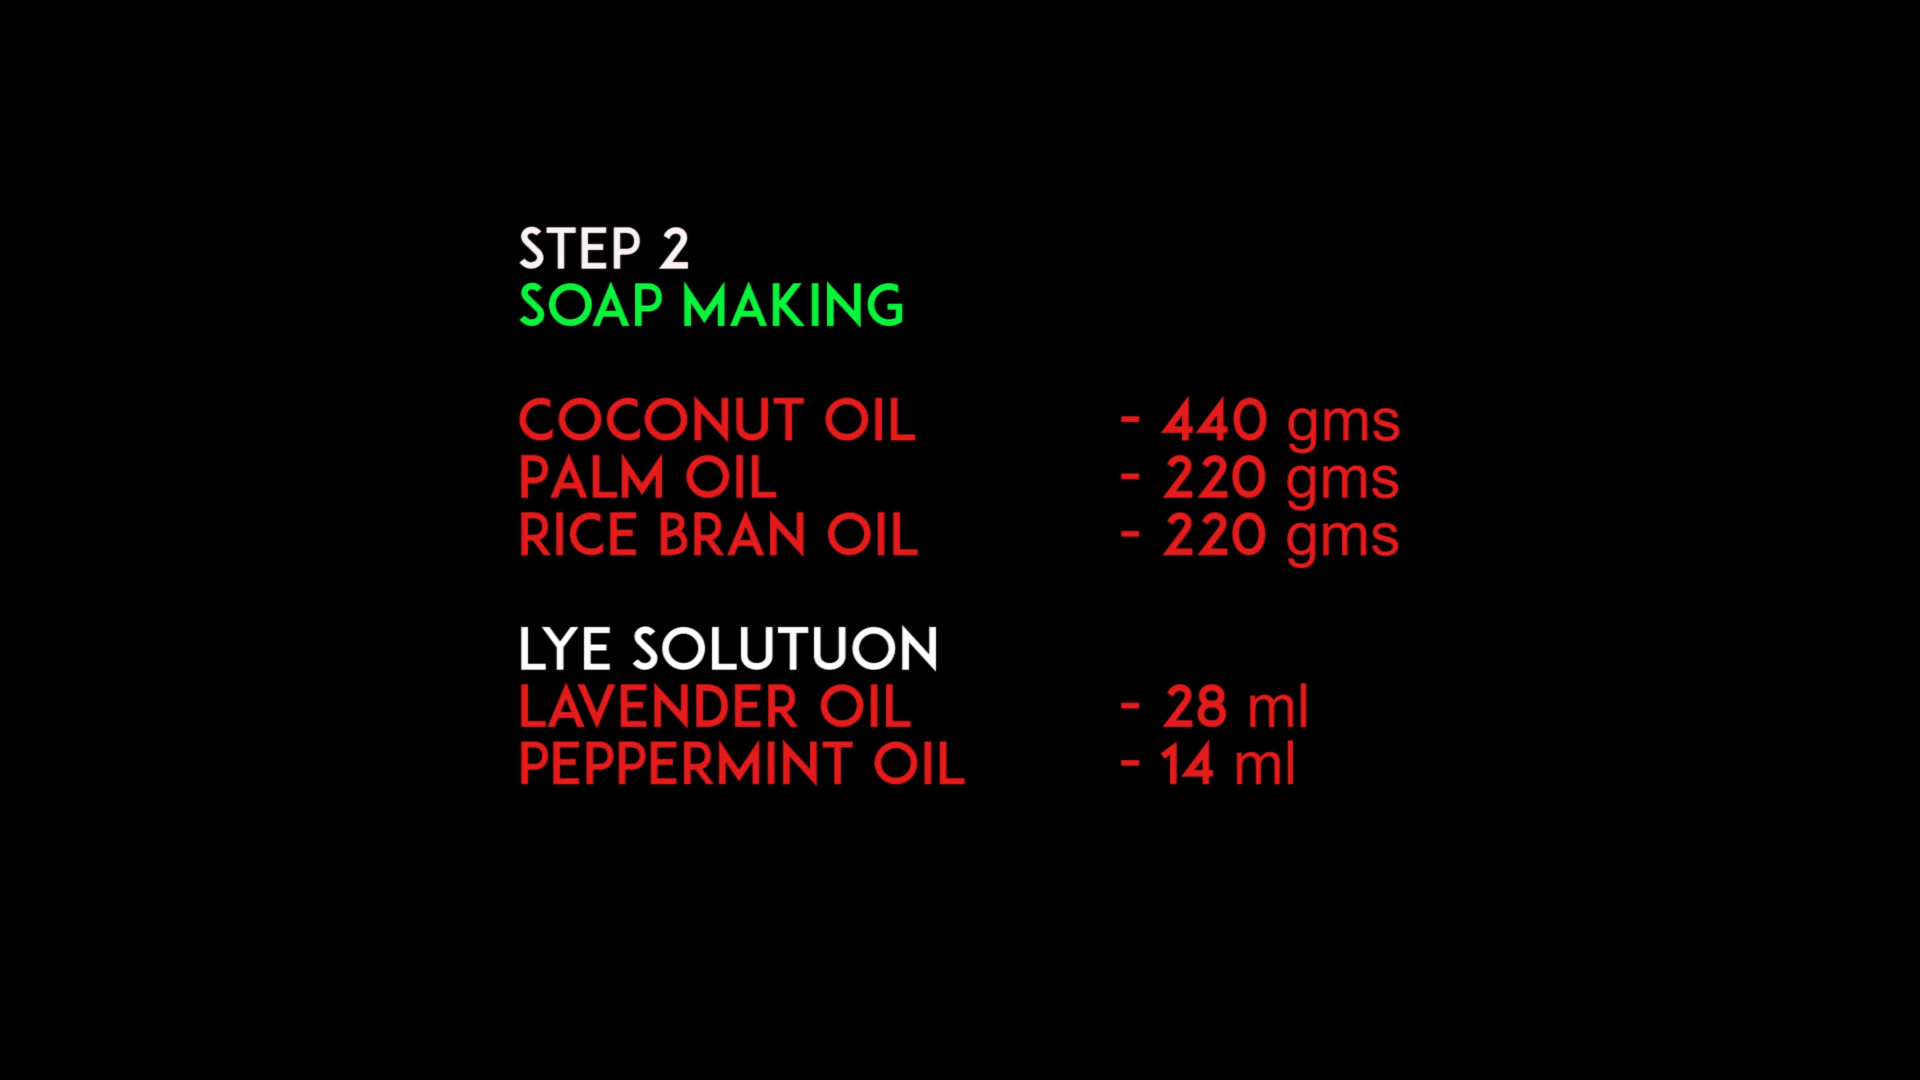 STEP 2
SOAP MAKING
COCONUT OIL - 440 gms
PALM OIL - 220 gms
RICE BRAN OIL - 220 gms
LYE SOLUTUON
LAVENDER OIL - 28 ml
PEPPERMINT OIL - 14 ml